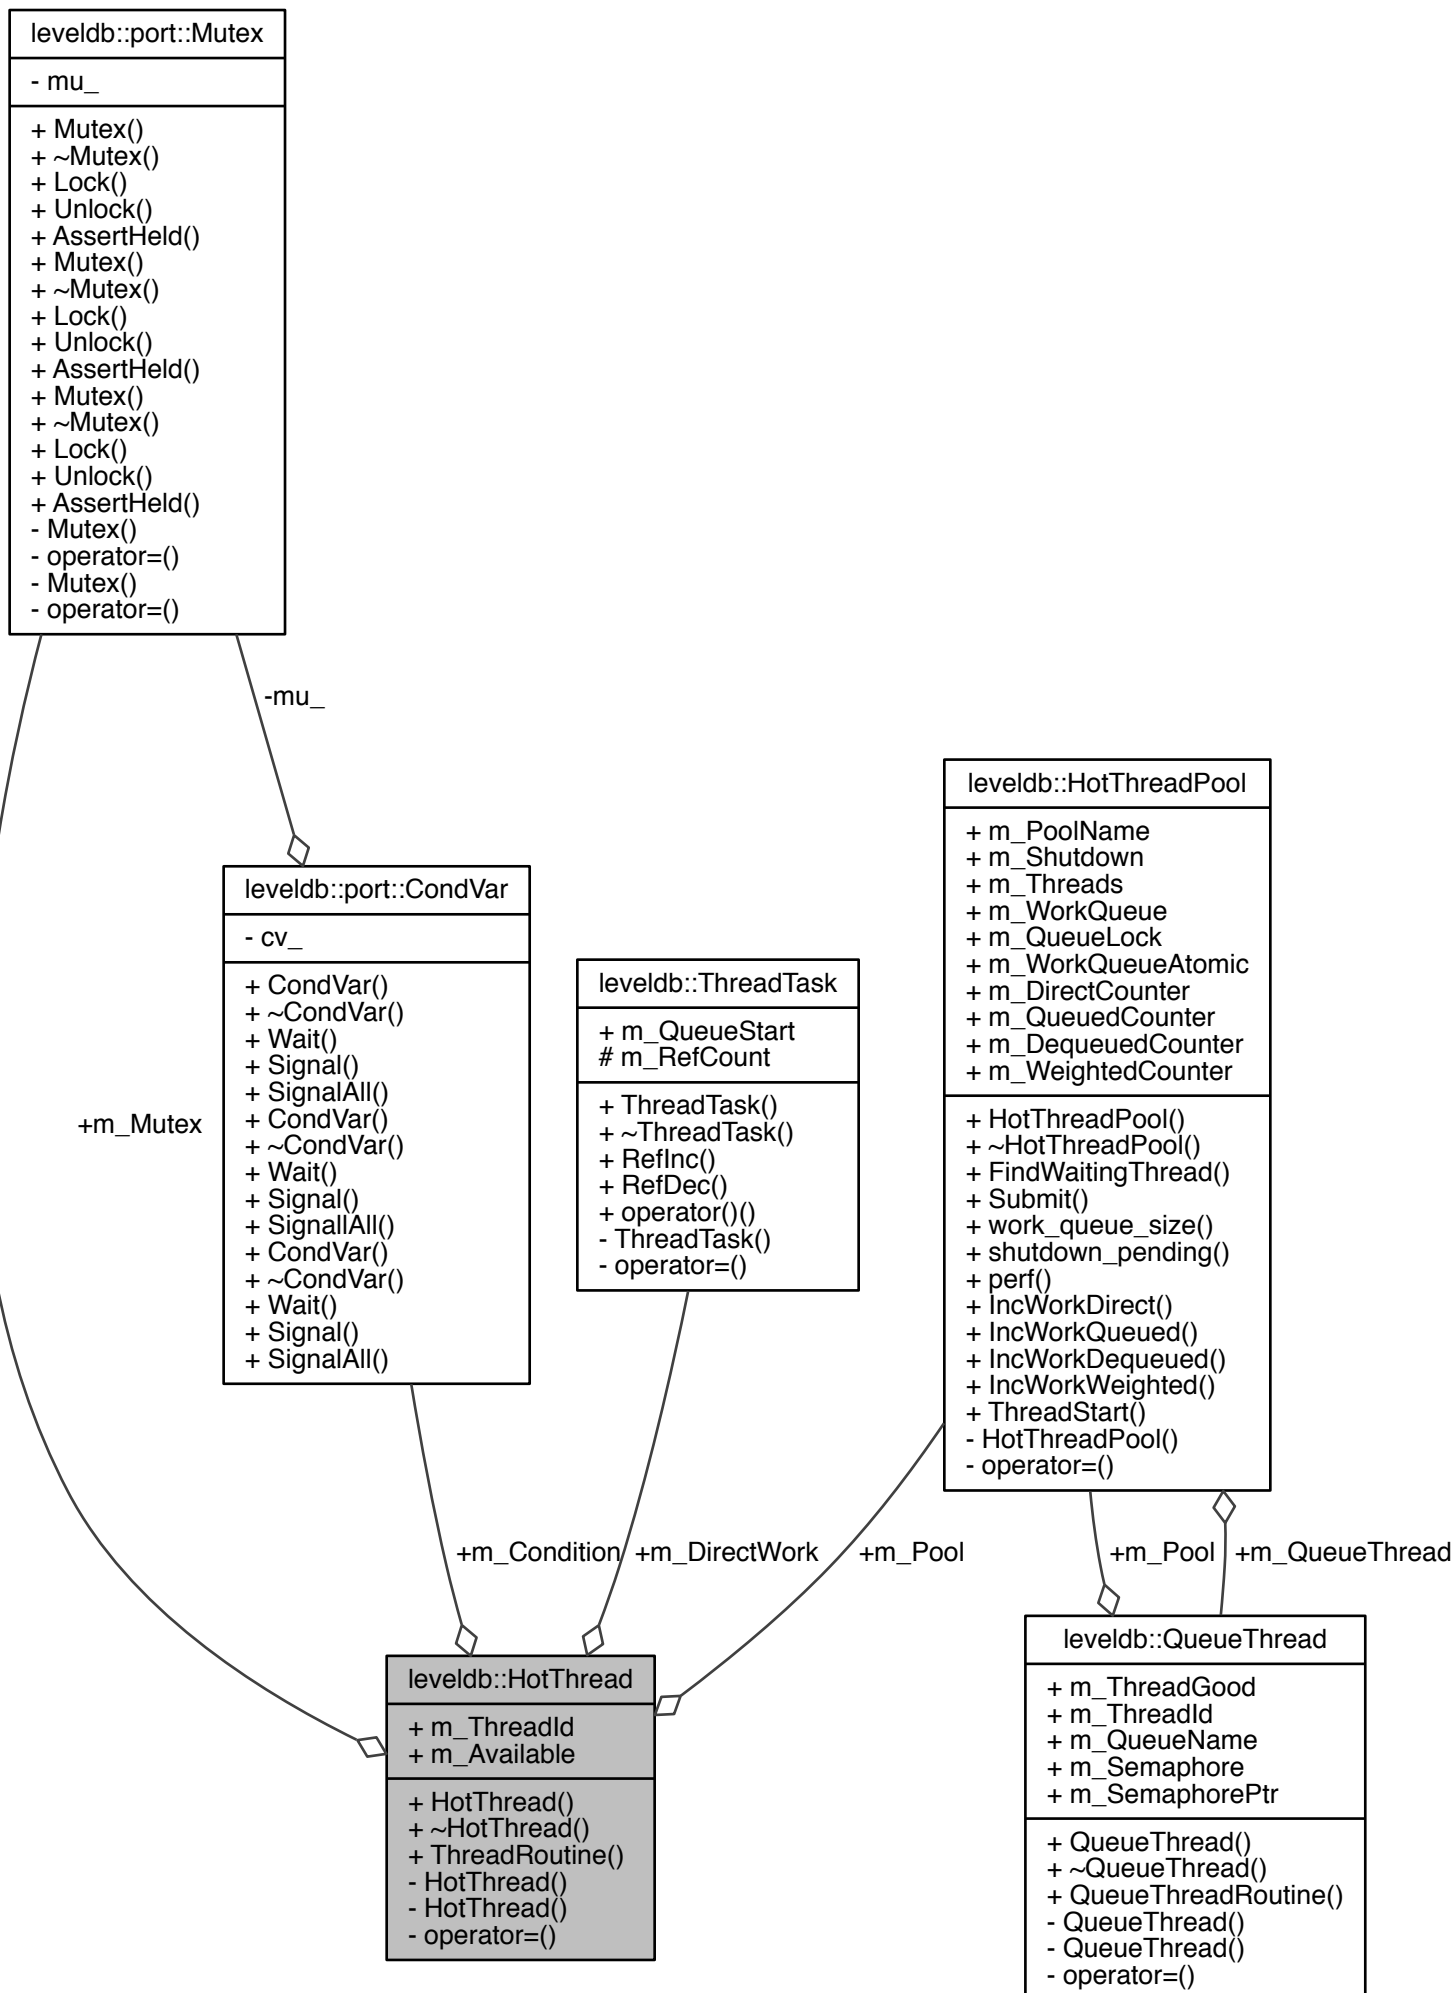 leveldb::port::Mutex
- mu_
+ Mutex()
+ ~Mutex()
+ Lock()
+ Unlock()
+ AssertHeld()
+ Mutex()
+ ~Mutex()
+ Lock()
+ Unlock()
+ AssertHeld()
+ Mutex()
+ ~Mutex()
+ Lock()
+ Unlock()
+ AssertHeld()
- Mutex()
- operator=()
- Mutex()
- operator=()
-mu_
+m_Mutex
leveldb::port::CondVar
- cv_
+ CondVar()
+ ~CondVar()
+ Wait()
+ Signal()
+ SignalAll()
+ CondVar()
+ ~CondVar()
+ Wait()
+ Signal()
+ SignallAll()
+ CondVar()
+ ~CondVar()
+ Wait()
+ Signal()
+ SignalAll()
leveldb::ThreadTask
+ m_QueueStart
# m_RefCount
+ ThreadTask()
+ ~ThreadTask()
+ RefInc()
+ RefDec()
+ operator()()
- ThreadTask()
- operator=()
leveldb::HotThreadPool
+ m_PoolName
+ m_Shutdown
+ m_Threads
+ m_WorkQueue
+ m_QueueLock
+ m_WorkQueueAtomic
+ m_DirectCounter
+ m_QueuedCounter
+ m_DequeuedCounter
+ m_WeightedCounter
+ HotThreadPool()
+ ~HotThreadPool()
+ FindWaitingThread()
+ Submit()
+ work_queue_size()
+ shutdown_pending()
+ perf()
+ IncWorkDirect()
+ IncWorkQueued()
+ IncWorkDequeued()
+ IncWorkWeighted()
+ ThreadStart()
- HotThreadPool()
- operator=()
+m_Condition
+m_DirectWork
+m_Pool
+m_Pool
+m_QueueThread
leveldb::HotThread
+ m_ThreadId
+ m_Available
+ HotThread()
+ ~HotThread()
+ ThreadRoutine()
- HotThread()
- HotThread()
- operator=()
leveldb::QueueThread
+ m_ThreadGood
+ m_ThreadId
+ m_QueueName
+ m_Semaphore
+ m_SemaphorePtr
+ QueueThread()
+ ~QueueThread()
+ QueueThreadRoutine()
- QueueThread()
- QueueThread()
- operator=()